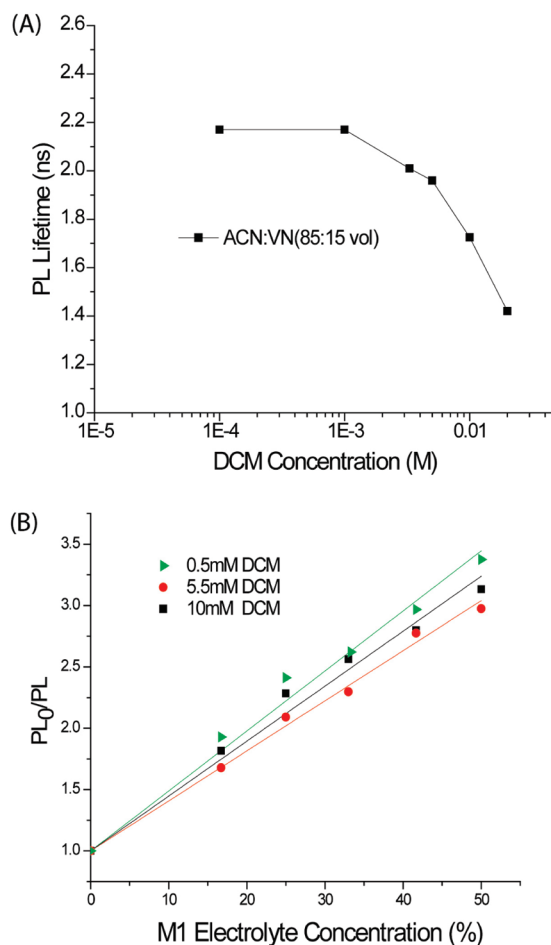 (A)
2.6
2.4
2.2
2.0
1.8
1.6
1.4
1.2
1.0
PL Lifetime (ns)
ACN:VN(85:15 vol)
1E-5
1E-4
1E-3
0.01
DCM Concentration (M)
(B)
3.5
3.0
2.5
2.0
1.5
1.0
PL0/PL
0.5mM DCM
5.5mM DCM
10mM DCM
0
10
20
30
40
50
M1 Electrolyte Concentration (%)